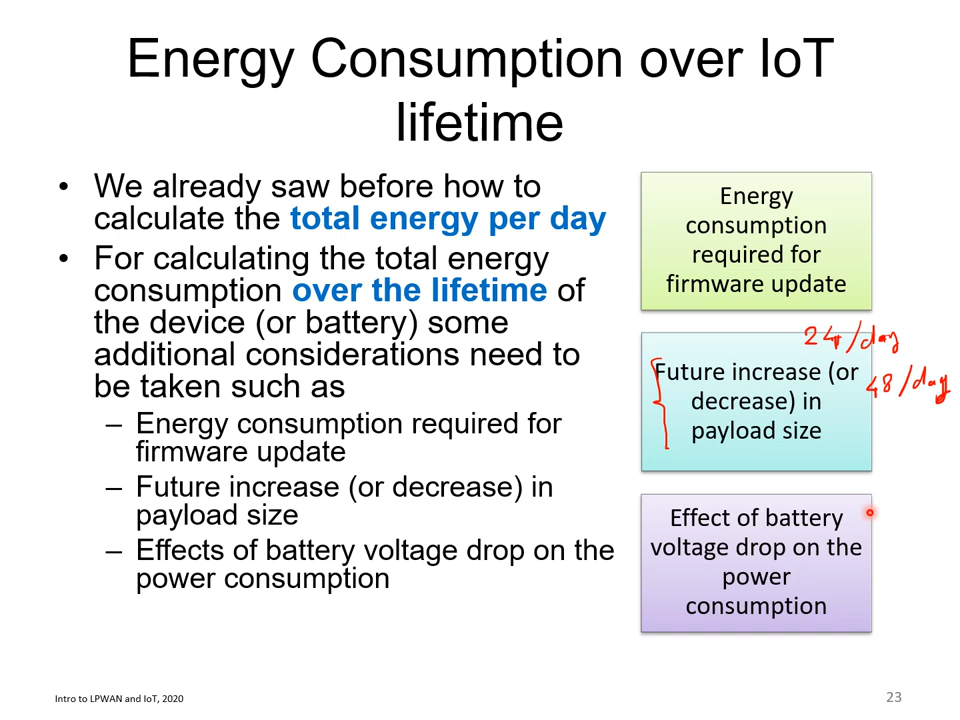 Energy Consumption over IoT
lifetime
• We already saw before how to
calculate the total energy per day
• For calculating the total energy
consumption over the lifetime of
the device (or battery) some
additional considerations need to
be taken such as
– Energy consumption required for
firmware update
– Future increase (or decrease) in
payload size
– Effects of battery voltage drop on the
power consumption
Energy
consumption
required for
firmware update
24/day
Future increase (or
decrease) in
payload size
48/day
Effect of battery
voltage drop on the
power
consumption
Intro to LPWAN and IoT, 2020
23